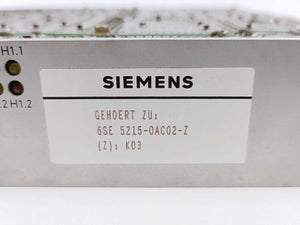 H1.1
.2 H1.2
SIEMENS
GEHOERT ZU:
6SE 5215-0AC02-Z
(Z): K03